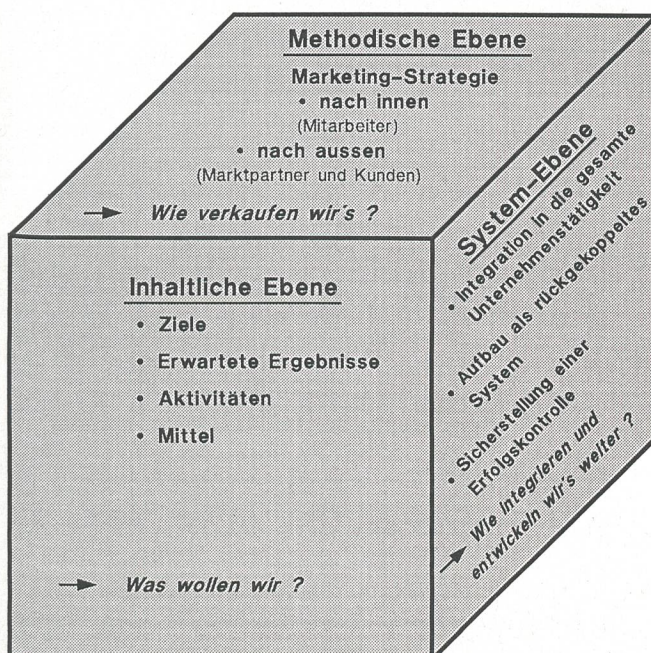 Methodische Ebene
Marketing-Strategie
• nach innen
(Mitarbeiter)
• nach aussen
(Marktpartner und Kunden)
→ Wie verkaufen wir's ?
Inhaltliche Ebene
• Ziele
• Erwartete Ergebnisse
• Aktivitäten
• Mittel
→ Was wollen wir ?
System-Ebene
• Integration in die gesamte
Unternehmenstätigkeit
• Aufbau als rückgekoppeltes
System
• Sicherstellung einer
Erfolgskontrolle
→ Wie integrieren und
entwickeln wir's weiter ?